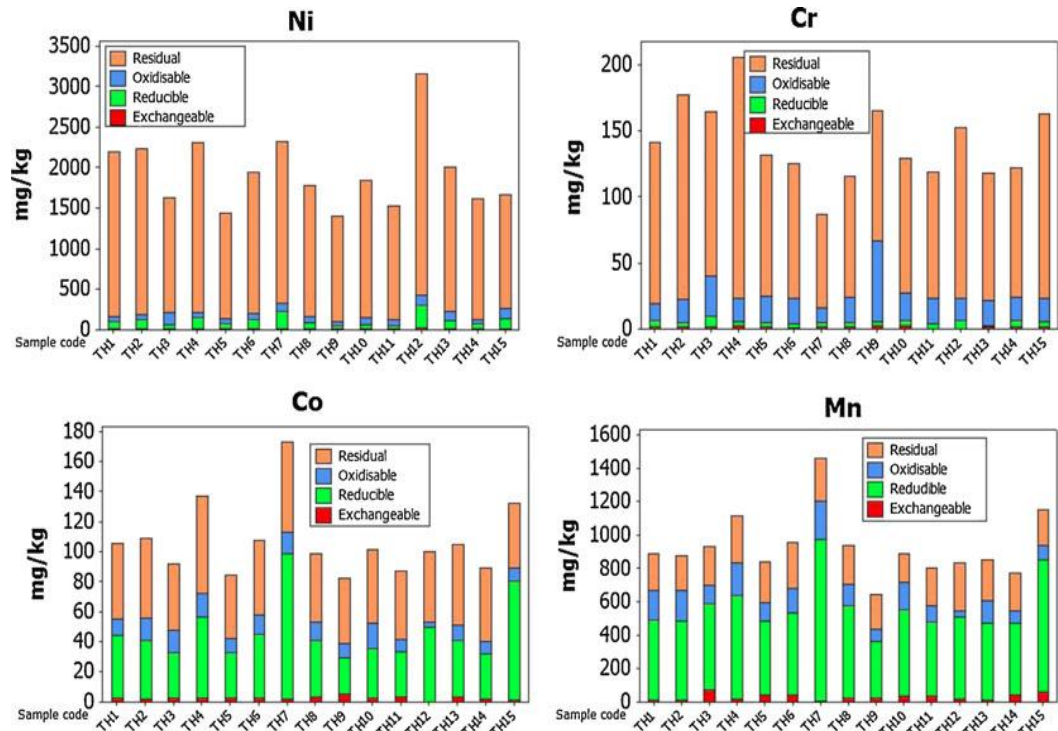 Ni
3500
3000
2500
2000
1500
1000
500
0
mg/kg
Residual
Oxidisable
Reducible
Exchangeable
Sample code
TH1 TH2 TH3 TH4 TH5 TH6 TH7 TH8 TH9 TH10 TH11 TH12 TH13 TH14 TH15
Cr
200
150
100
50
0
mg/kg
Residual
Oxidisable
Reducible
Exchangeable
Sample code
TH1 TH2 TH3 TH4 TH5 TH6 TH7 TH8 TH9 TH10 TH11 TH12 TH13 TH14 TH15
Co
180
160
140
120
100
80
60
40
20
0
mg/kg
Residual
Oxidisable
Reducible
Exchangeable
Sample code
TH1 TH2 TH3 TH4 TH5 TH6 TH7 TH8 TH9 TH10 TH11 TH12 TH13 TH14 TH15
Mn
1600
1400
1200
1000
800
600
400
200
0
mg/kg
Residual
Oxidisable
Redudible
Exchangeable
Sample code
TH1 TH2 TH3 TH4 TH5 TH6 TH7 TH8 TH9 TH10 TH11 TH12 TH13 TH14 TH15